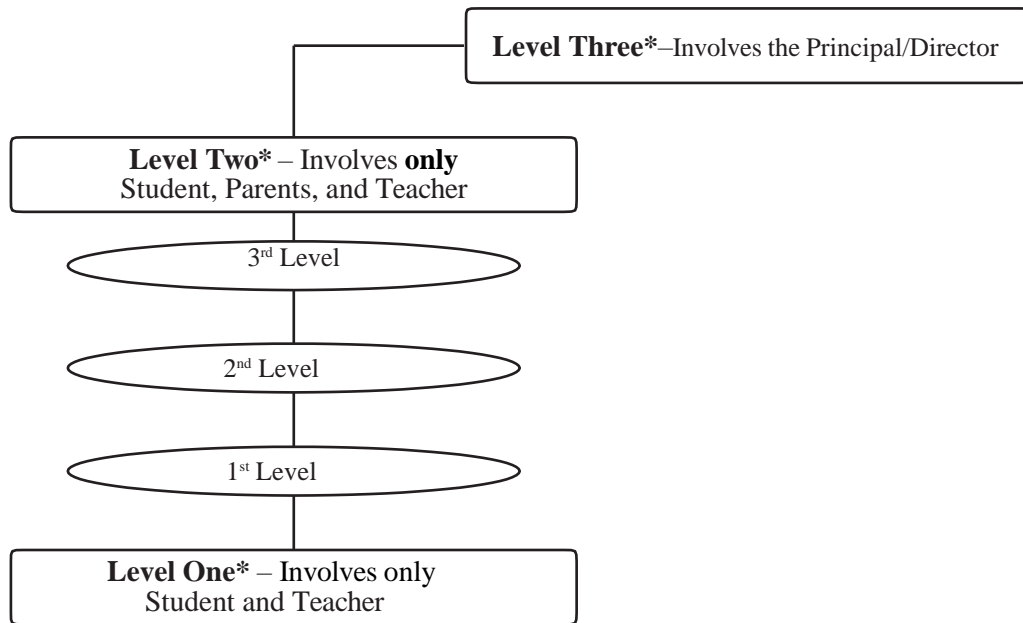 Level Three*–Involves the Principal/Director
Level Two* – Involves only
Student, Parents, and Teacher
3rd Level
2nd Level
1st Level
Level One* – Involves only
Student and Teacher